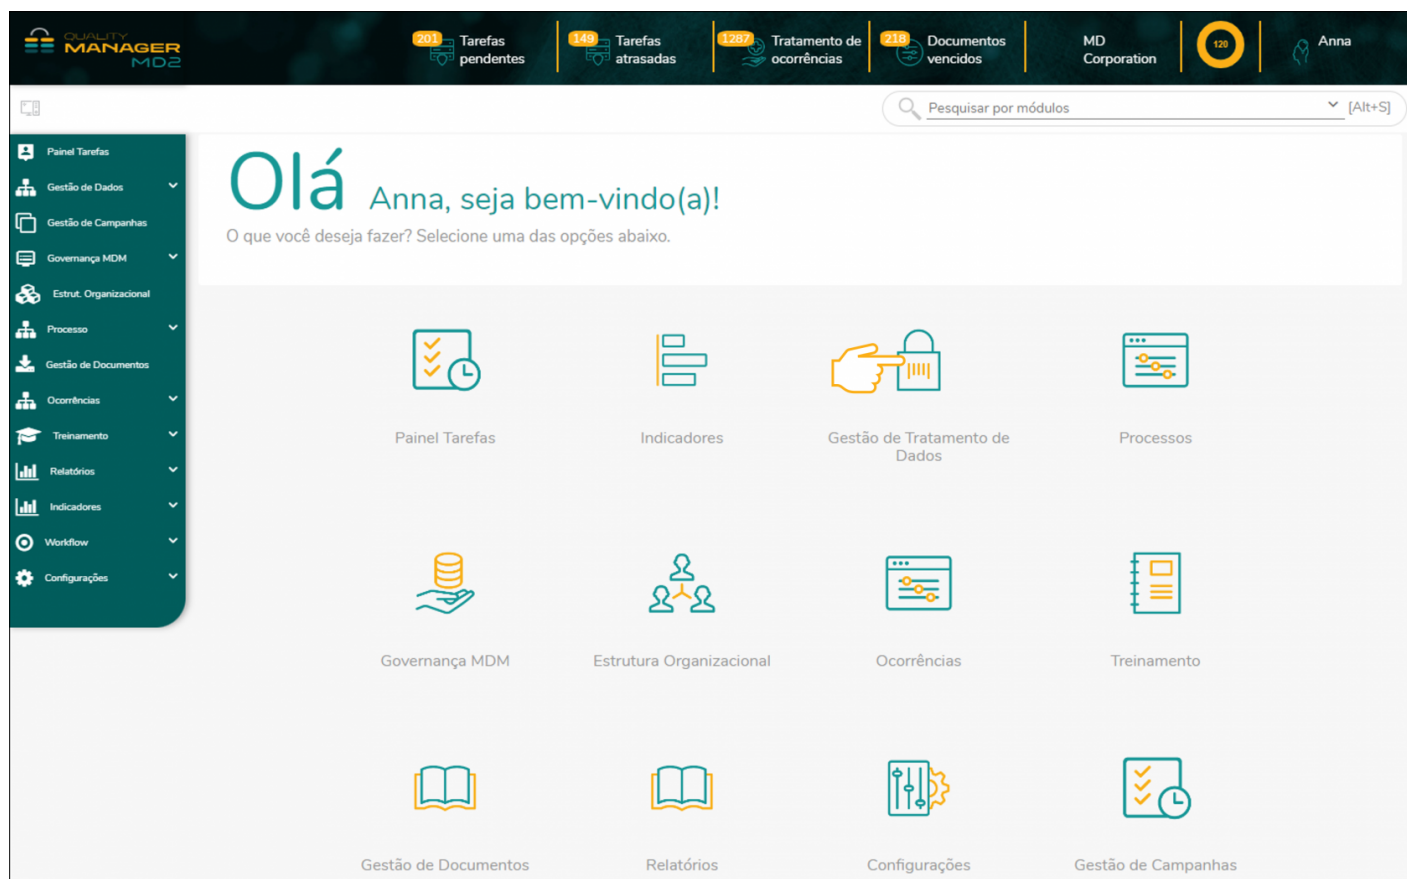 QUALITY
MANAGER
MD2
201 Tarefas pendentes
149 Tarefas atrasadas
1287 Tratamento de ocorrências
218 Documentos vencidos
MD Corporation
120
Anna
Pesquisar por módulos [Alt+S]
Painel Tarefas
Gestão de Dados
Gestão de Campanhas
Governança MDM
Estrut. Organizacional
Processo
Gestão de Documentos
Ocorrências
Treinamento
Relatórios
Indicadores
Workflow
Configurações
Olá Anna, seja bem-vindo(a)!
O que você deseja fazer? Selecione uma das opções abaixo.
Painel Tarefas
Indicadores
Gestão de Tratamento de
Dados
Processos
Governança MDM
Estrutura Organizacional
Ocorrências
Treinamento
Gestão de Documentos
Relatórios
Configurações
Gestão de Campanhas